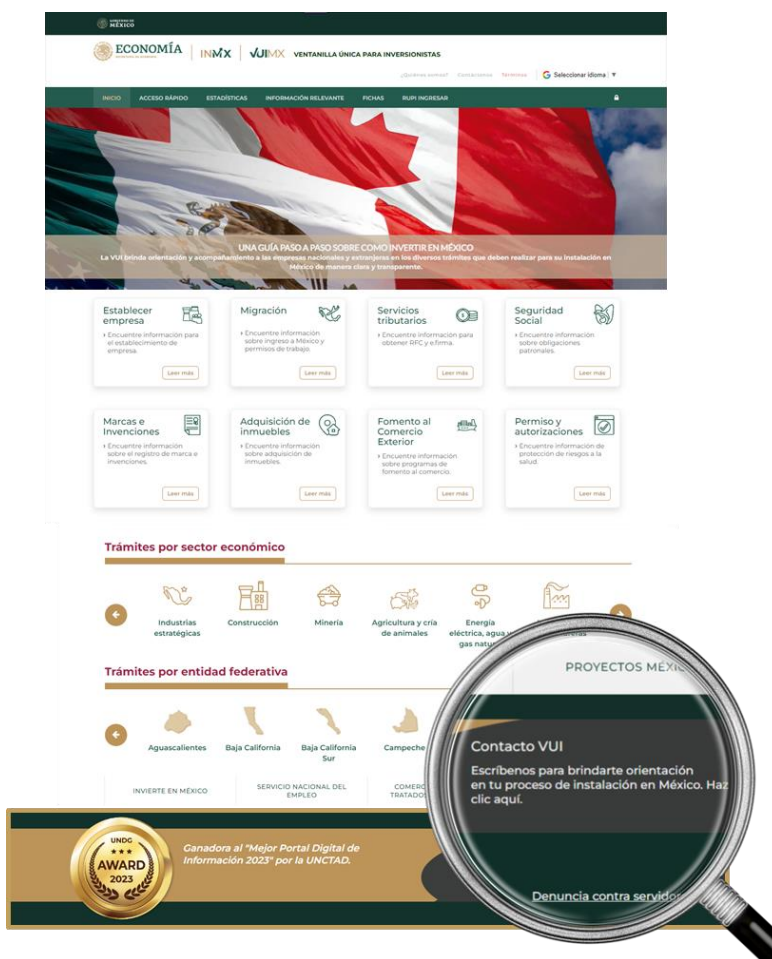 GOBIERNO DE
MÉXICO
ECONOMÍA
INMX
VUIMX
VENTANILLA ÚNICA PARA INVERSIONISTAS
¿Quiénes somos? Contáctanos Términos
G Seleccionar idioma ▼
INICIO ACCESO RÁPIDO ESTADÍSTICAS INFORMACIÓN RELEVANTE FICHAS RUPI INGRESAR
UNA GUÍA PASO A PASO SOBRE COMO INVERTIR EN MÉXICO
La VUI brinda orientación y acompañamiento a las empresas nacionales y extranjeras en los diversos trámites que deben realizar para su instalación en
México de manera clara y transparente.
Establecer
empresa
› Encuentre información para
el establecimiento de
empresa.
Leer más
Migración
› Encuentre información
sobre ingreso a México y
permisos de trabajo.
Leer más
Servicios
tributarios
› Encuentre información para
obtener RFC y e.firma.
Leer más
Seguridad
Social
› Encuentre información
sobre obligaciones
patronales.
Leer más
Marcas e
Invenciones
› Encuentre información
sobre el registro de marca e
invenciones.
Leer más
Adquisición de
inmuebles
› Encuentre información
sobre adquisición de
inmuebles.
Leer más
Fomento al
Comercio
Exterior
› Encuentre información
sobre programas de
fomento al comercio.
Leer más
Permiso y
autorizaciones
› Encuentre información de
protección de riesgos a la
salud.
Leer más
Trámites por sector económico
Industrias
estratégicas
Construcción
Minería
Agricultura y cría
de animales
Energía
eléctrica, agua y
gas natu
Trámites por entidad federativa
Aguascalientes
Baja California
Baja California
Sur
Campeche
INVIERTE EN MÉXICO
SERVICIO NACIONAL DEL
EMPLEO
COMERC
TRATADOS
PROYECTOS MÉXIC
Contacto VUI
Escríbenos para brindarte orientación
en tu proceso de instalación en México. Haz
clic aquí.
Denuncia contra servidor
UNDG
AWARD
2023
Ganadora al "Mejor Portal Digital de
Información 2023" por la UNCTAD.